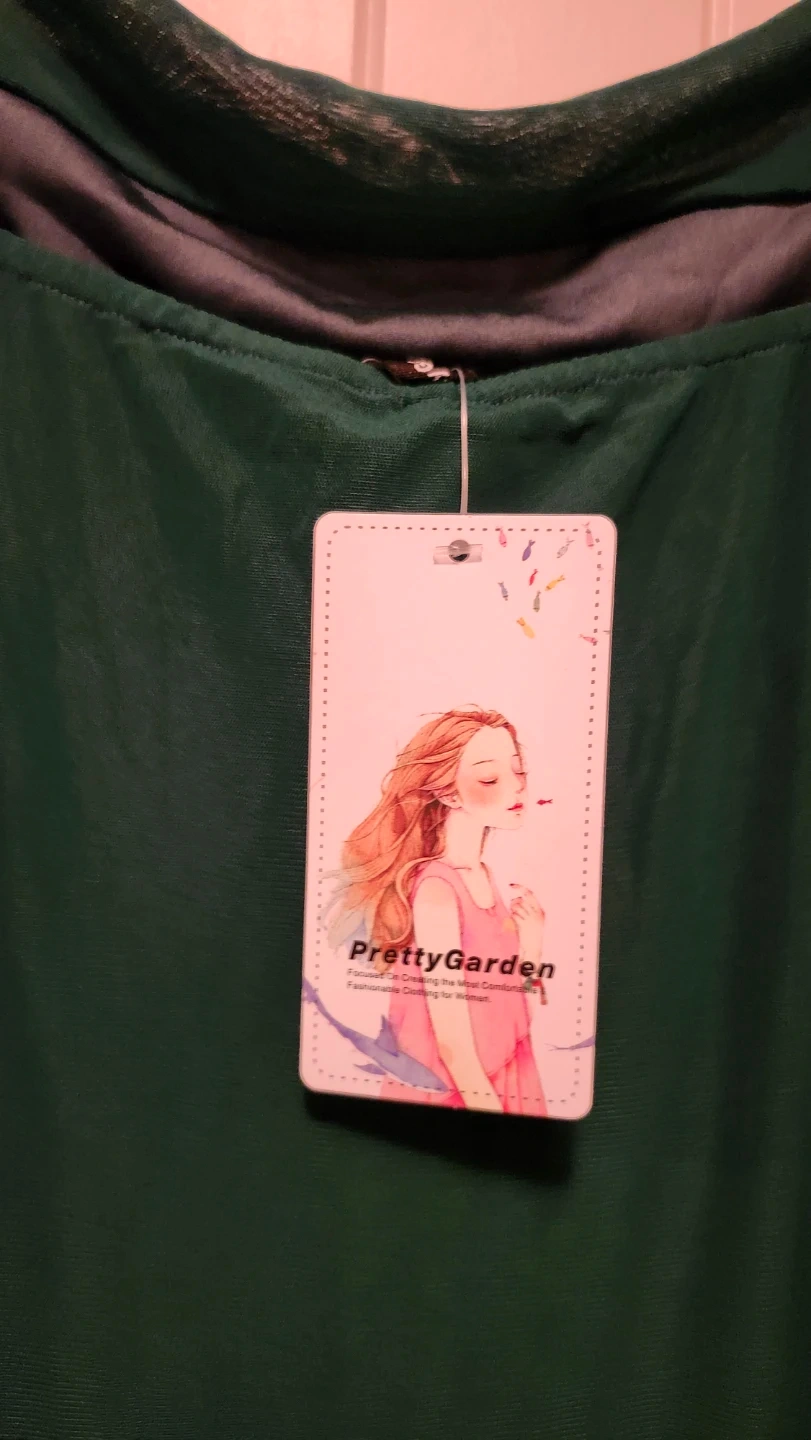 PrettyGarden
Focused On Creating the Most Comfortable &
Fashionable Clothing for Women.